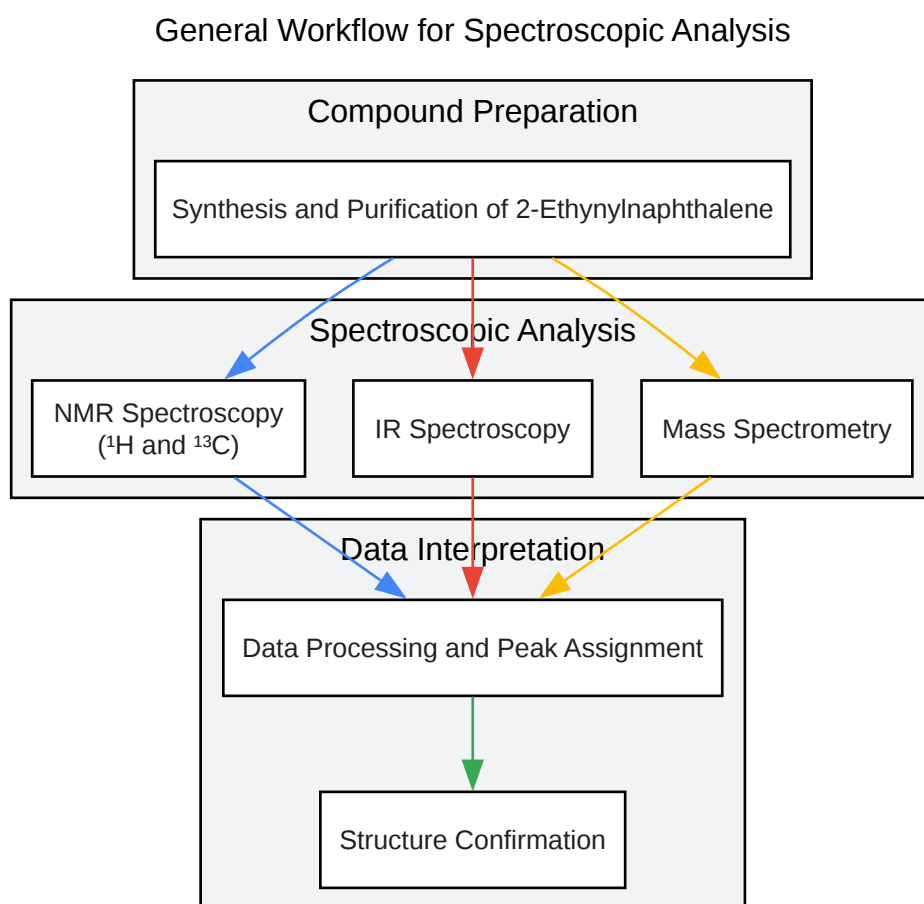 General Workflow for Spectroscopic Analysis
Compound Preparation
Synthesis and Purification of 2-Ethynylnaphthalene
Spectroscopic Analysis
NMR Spectroscopy
(¹H and ¹³C)
IR Spectroscopy
Mass Spectrometry
Data Interpretation
Data Processing and Peak Assignment
Structure Confirmation